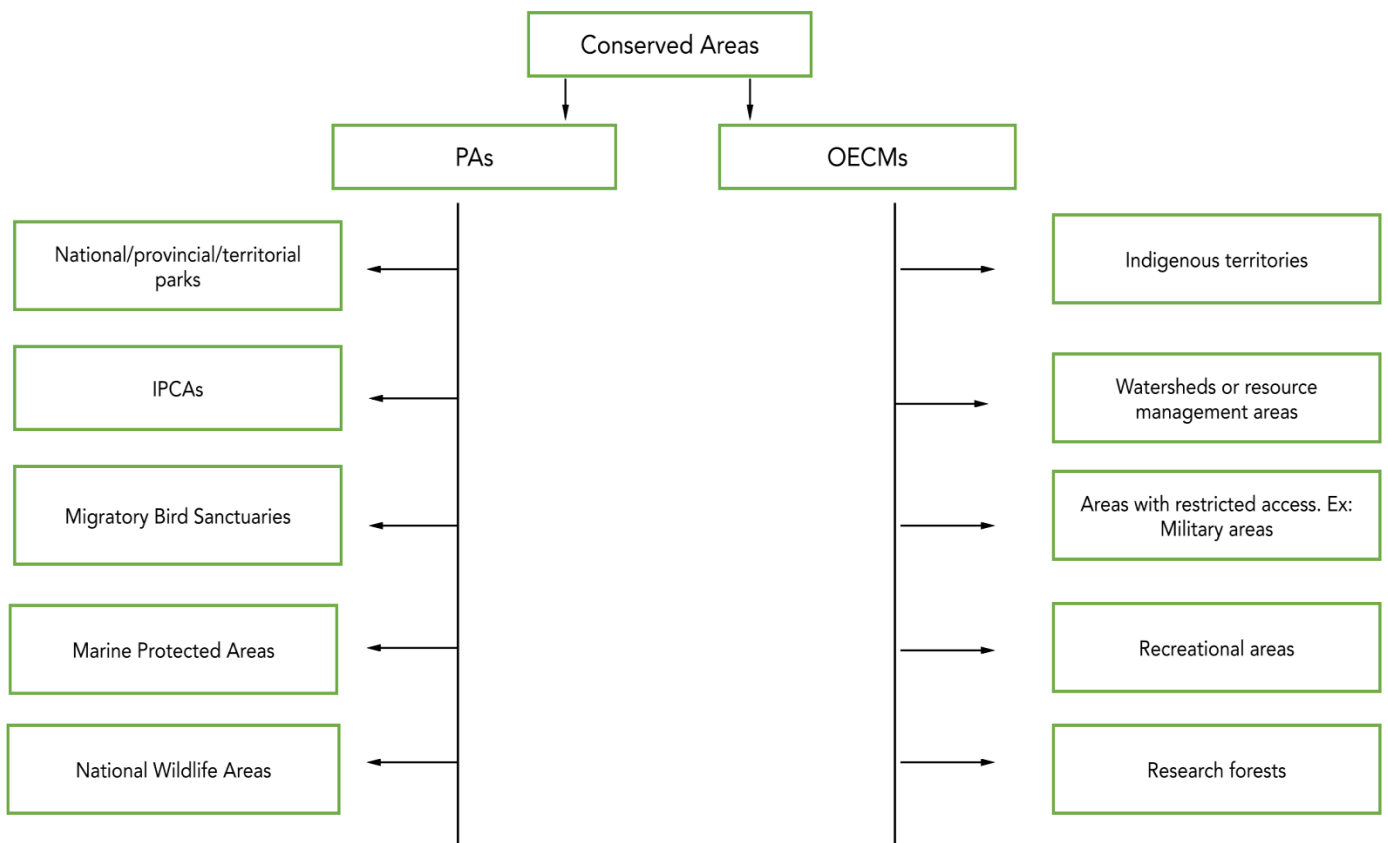 Conserved Areas
PAs
OECMs
National/provincial/territorial
parks
IPCAs
Migratory Bird Sanctuaries
Marine Protected Areas
National Wildlife Areas
Indigenous territories
Watersheds or resource
management areas
Areas with restricted access. Ex:
Military areas
Recreational areas
Research forests